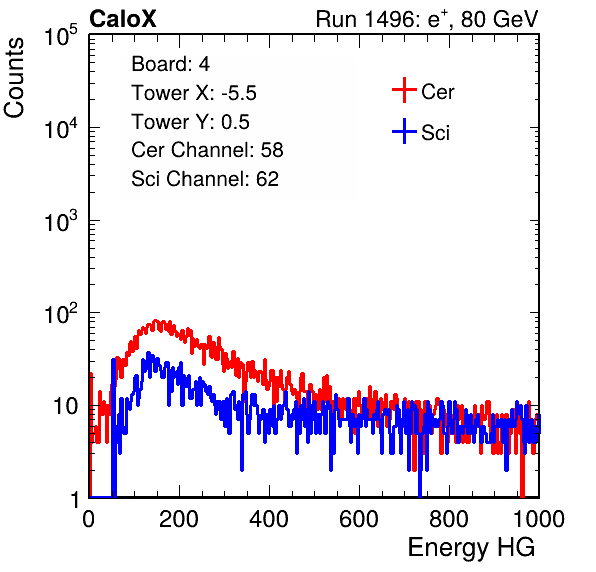 CaloX Run 1496: e⁺, 80 GeV
Counts
10⁵
10⁴
10³
10²
10
1
Board: 4
Tower X: -5.5
Tower Y: 0.5
Cer Channel: 58
Sci Channel: 62
Cer
Sci
0 200 400 600 800 1000
Energy HG